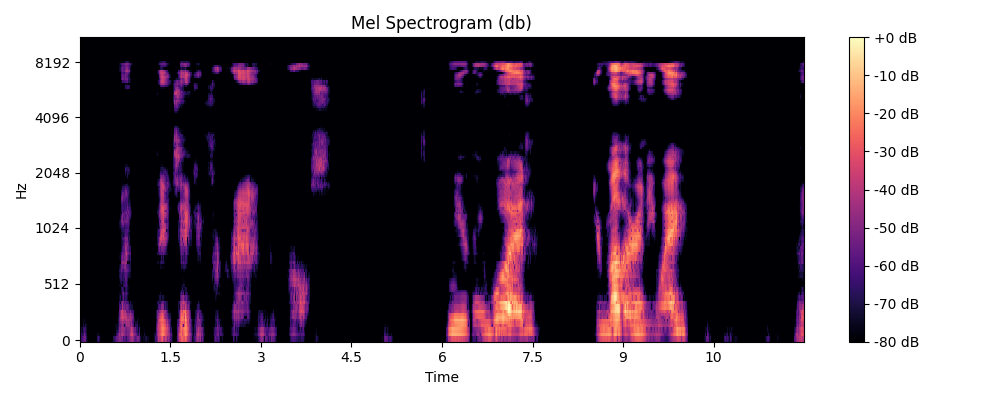 Mel Spectrogram (db)
8192
4096
2048
1024
512
0
Hz
0 1.5 3 4.5 6 7.5 9 10
Time
+0 dB
-10 dB
-20 dB
-30 dB
-40 dB
-50 dB
-60 dB
-70 dB
-80 dB